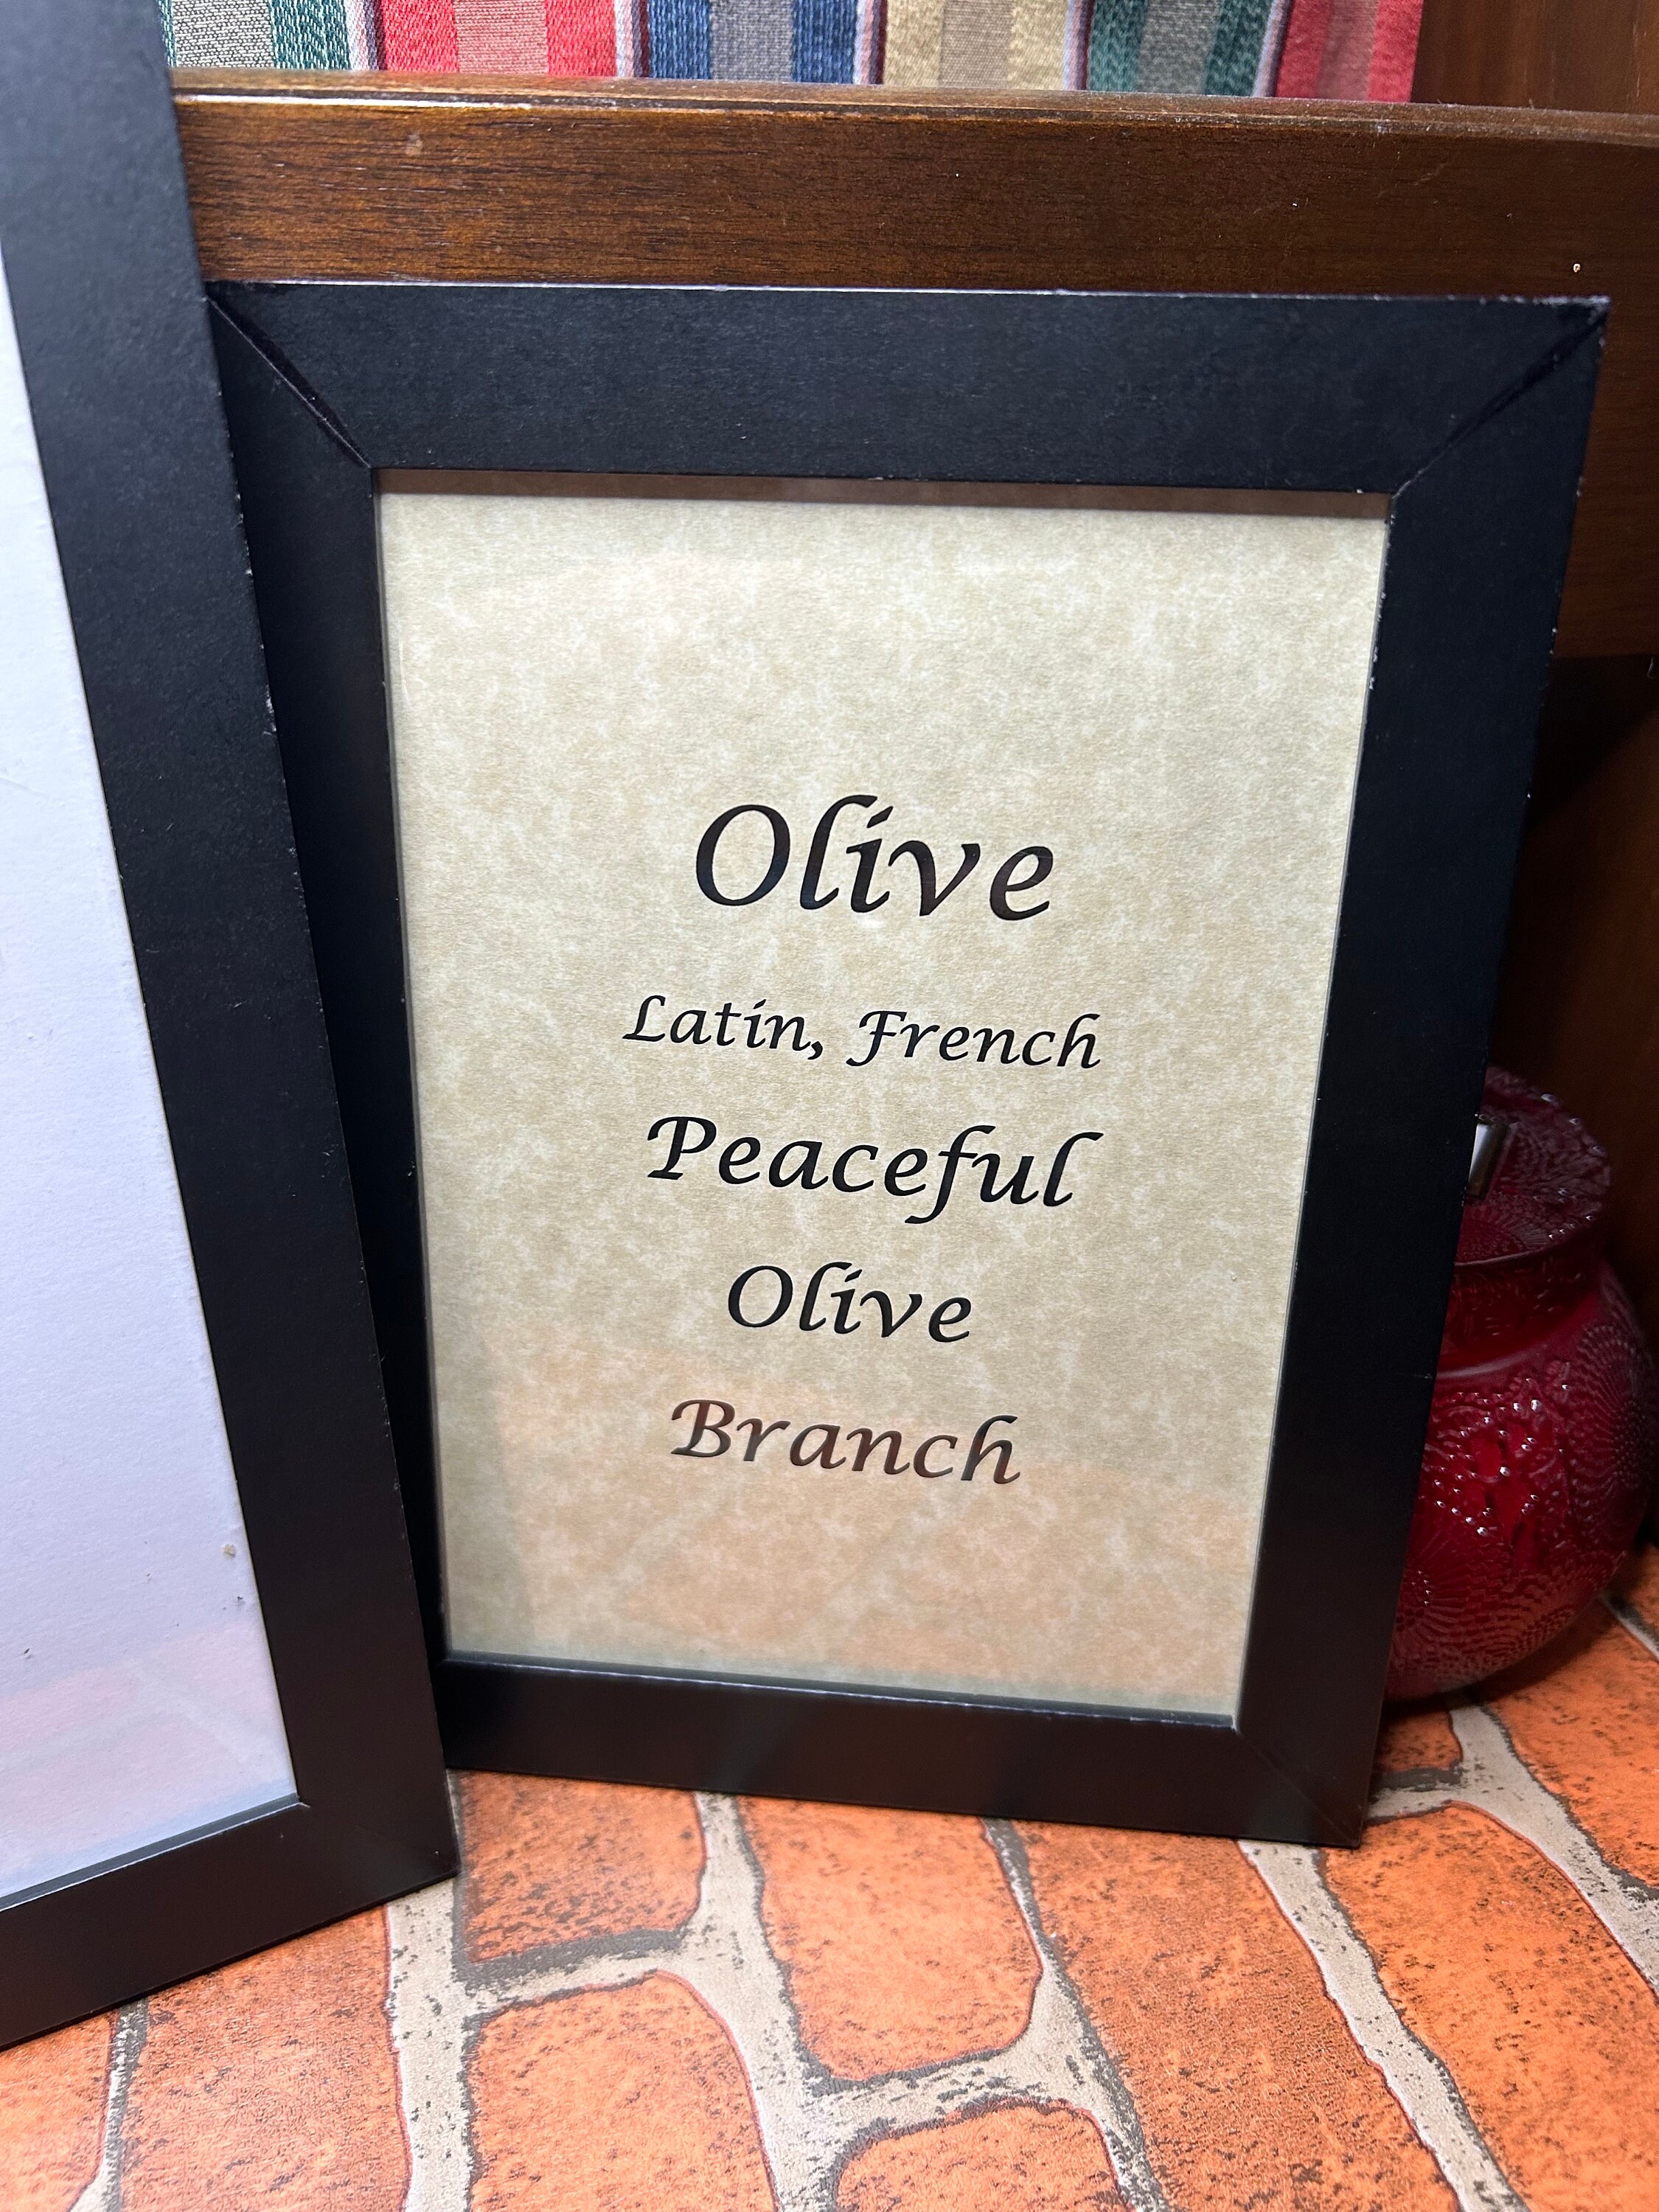 Olive
Latin, French
Peaceful
Olive
Branch